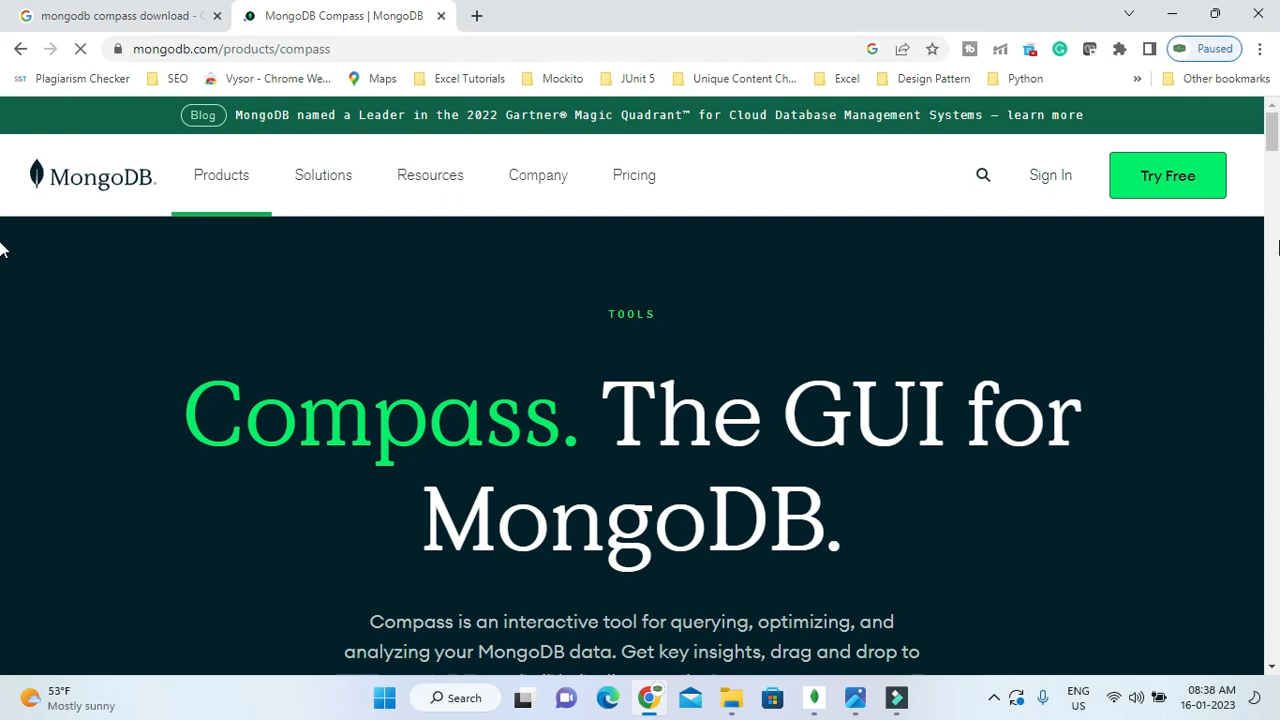 mongodb compass download - G
MongoDB Compass | MongoDB
mongodb.com/products/compass
Paused
SST Plagiarism Checker
SEO
Vysor - Chrome We...
Maps
Excel Tutorials
Mockito
JUnit 5
Unique Content Ch...
Excel
Design Pattern
Python
»
Other bookmarks
Blog MongoDB named a Leader in the 2022 Gartner® Magic Quadrant™ for Cloud Database Management Systems – learn more
MongoDB.
Products
Solutions
Resources
Company
Pricing
Sign In
Try Free
TOOLS
Compass. The GUI for
MongoDB.
Compass is an interactive tool for querying, optimizing, and
analyzing your MongoDB data. Get key insights, drag and drop to
53°F
Mostly sunny
Search
ENG
US
08:38 AM
16-01-2023